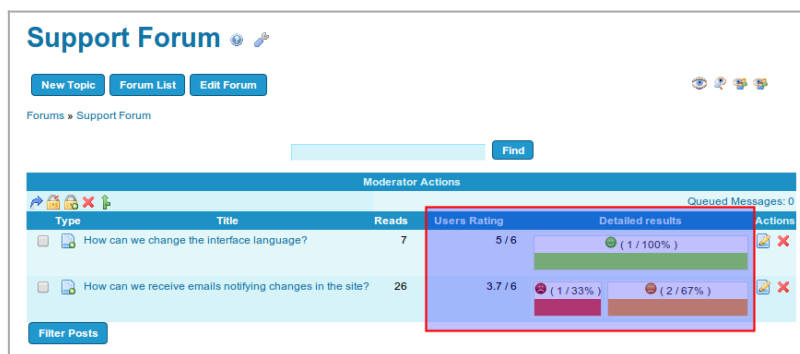 Support Forum
New Topic Forum List Edit Forum
Forums » Support Forum
Find
Moderator Actions
Queued Messages: 0
Type Title Reads Users Rating Detailed results Actions
How can we change the interface language? 7 5 / 6 ( 1 / 100% )
How can we receive emails notifying changes in the site? 26 3.7 / 6 ( 1 / 33% ) ( 2 / 67% )
Filter Posts